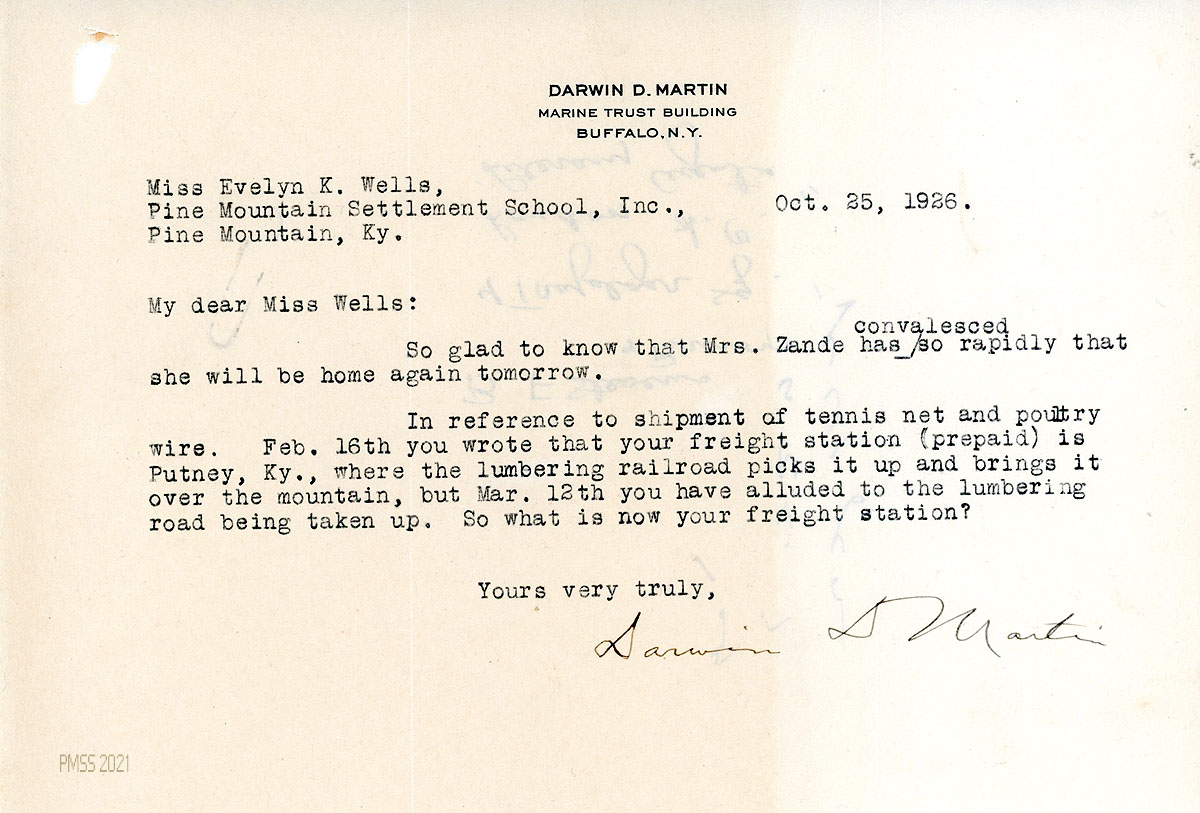 DARWIN D. MARTIN
MARINE TRUST BUILDING
BUFFALO, N.Y.
Miss Evelyn K. Wells,
Pine Mountain Settlement School, Inc.,
Pine Mountain, Ky.
Oct. 25, 1926.
My dear Miss Wells:
convalesced
So glad to know that Mrs. Zande has_/so rapidly that
she will be home again tomorrow.
In reference to shipment of tennis net and poultry
wire. Feb. 16th you wrote that your freight station (prepaid) is
Putney, Ky., where the lumbering railroad picks it up and brings it
over the mountain, but Mar. 12th you have alluded to the lumbering
road being taken up. So what is now your freight station?
Yours very truly,
Darwin D Martin
PMSS 2021